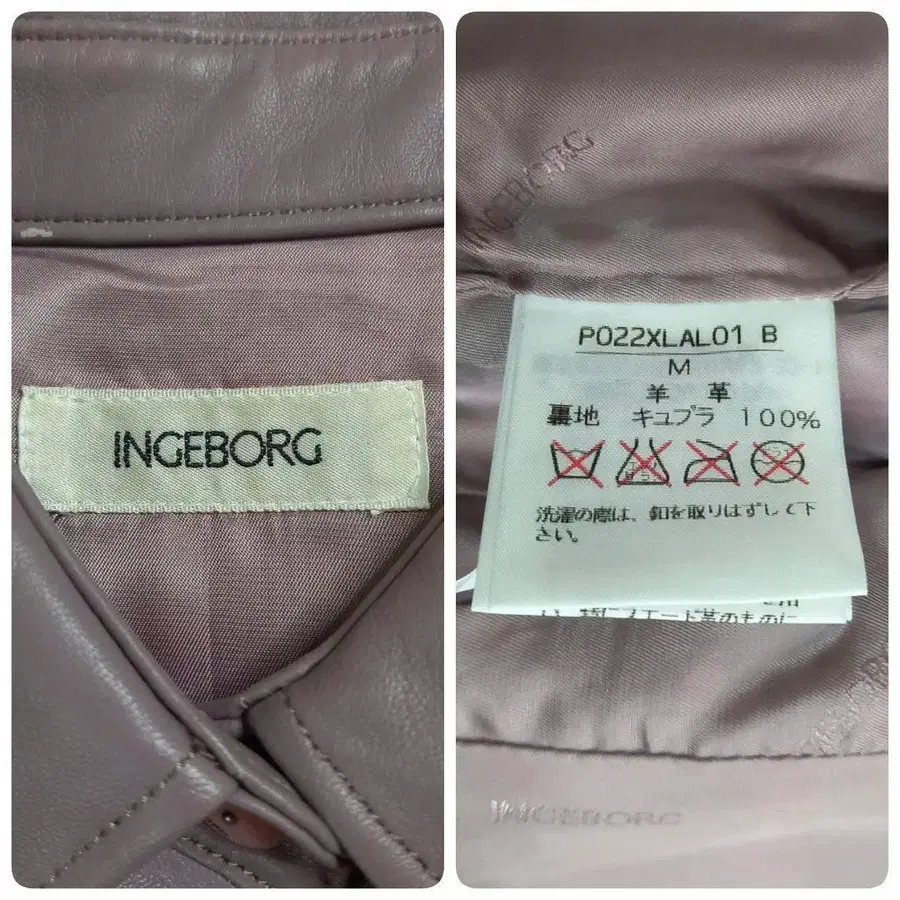 INGEBORG
INGEBORG
P022XLAL01 B
M
羊 革
裏地 キュプラ 100%
洗濯の際は、釦を取りはずして下
さい。
INGEBORG